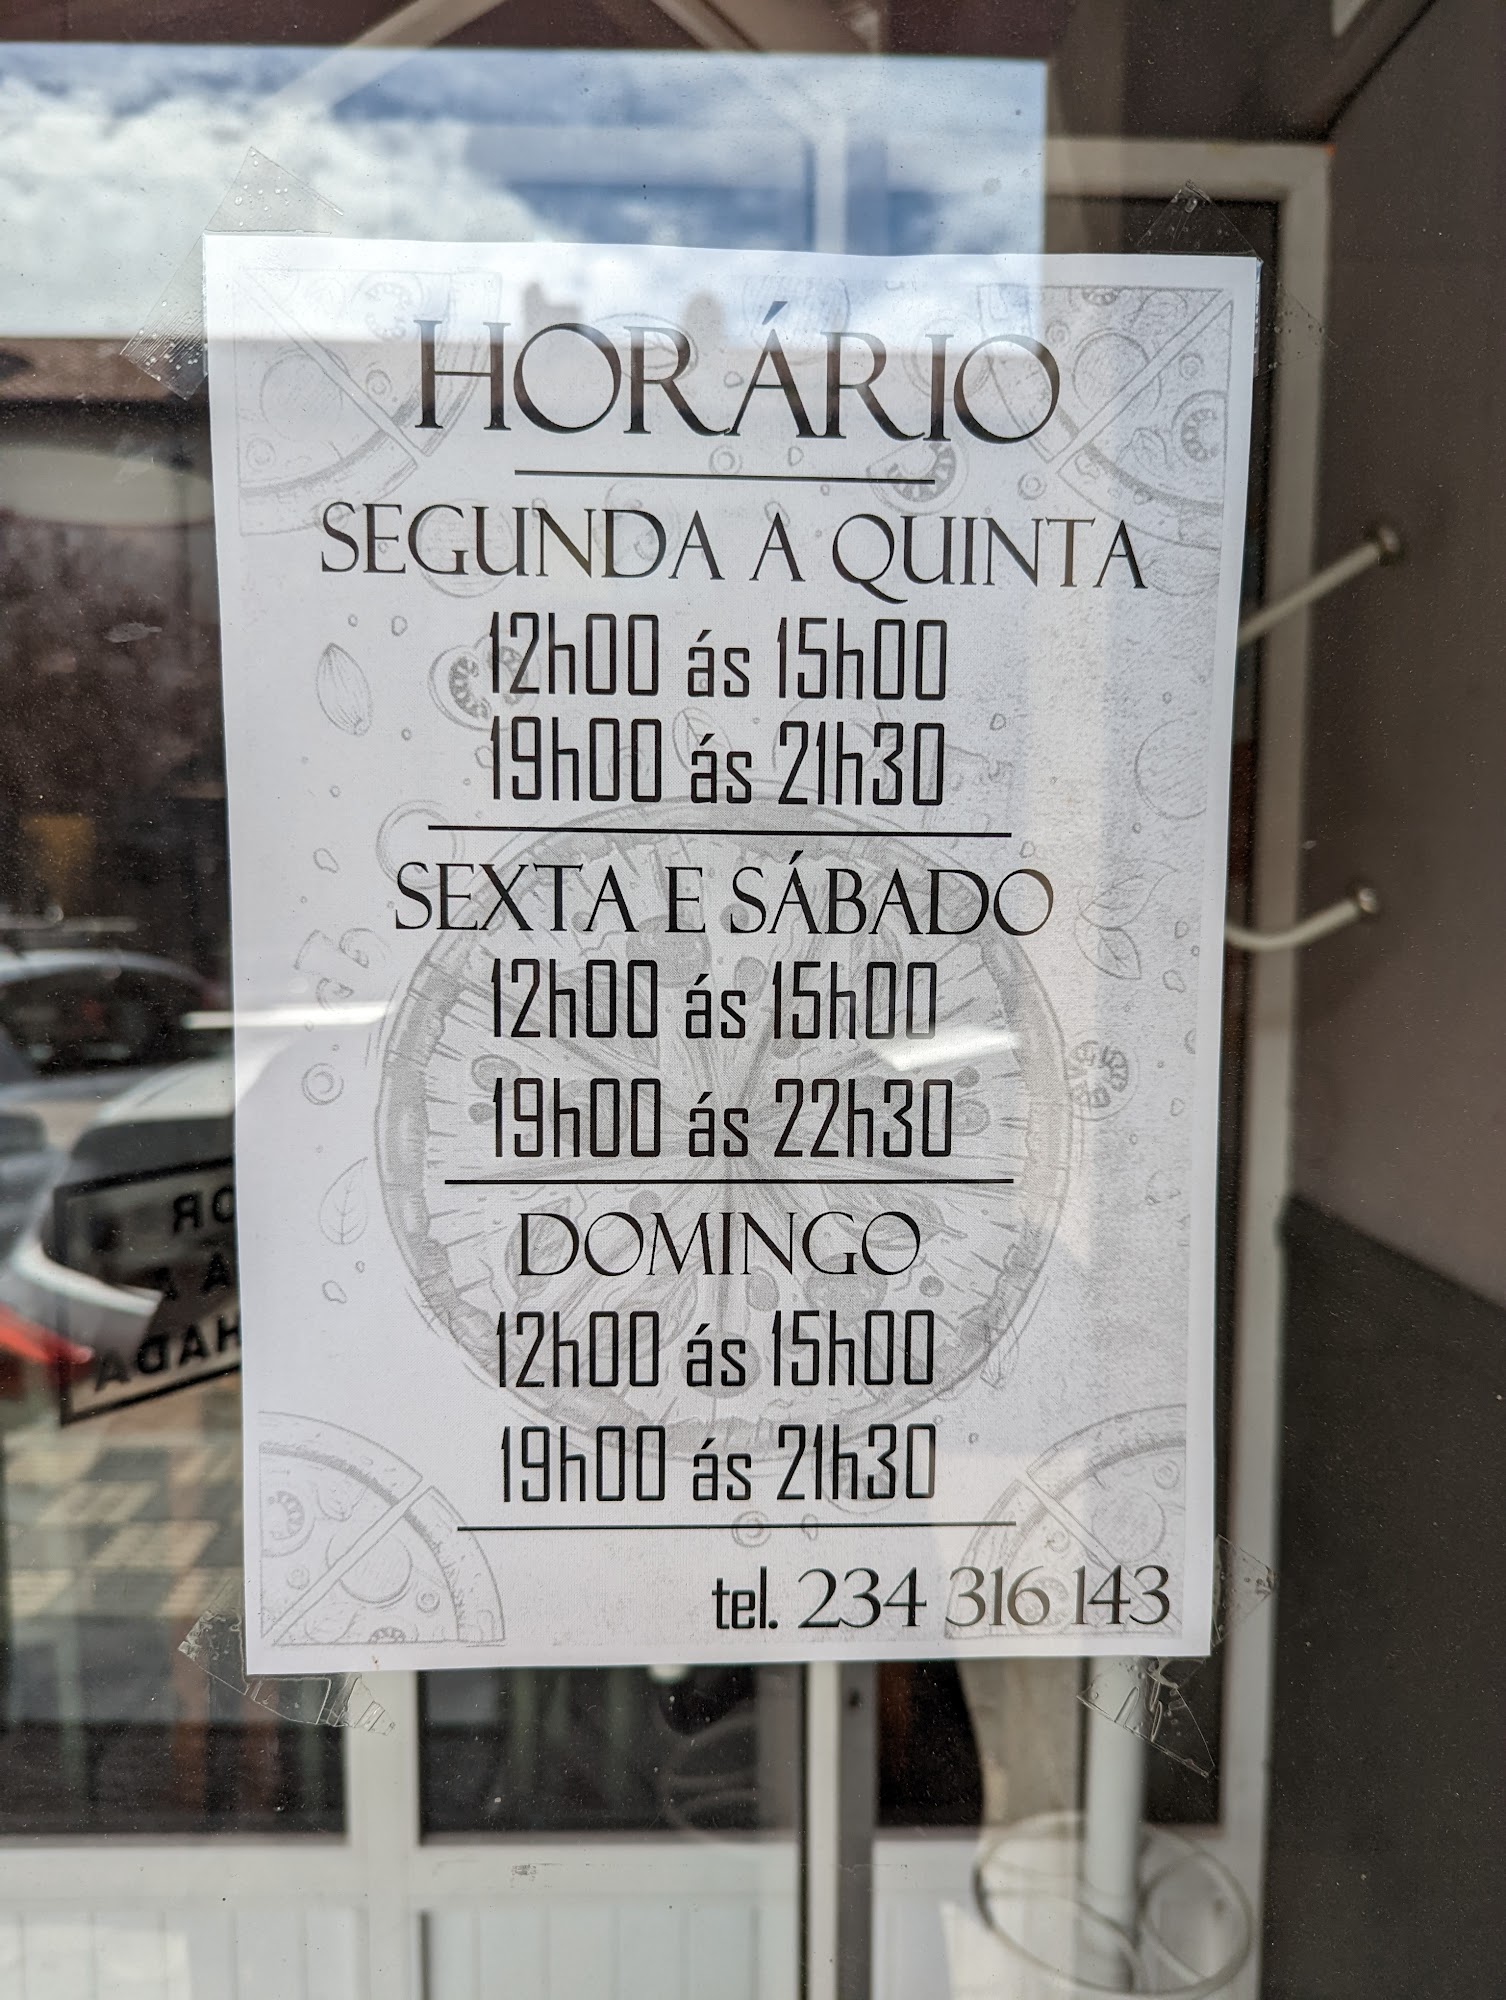 HORÁRIO
SEGUNDA A QUINTA
12h00 ás 15h00
19h00 ás 21h30
SEXTA E SÁBADO
12h00 ás 15h00
19h00 ás 22h30
DOMINGO
12h00 ás 15h00
19h00 ás 21h30
tel. 234 316 143